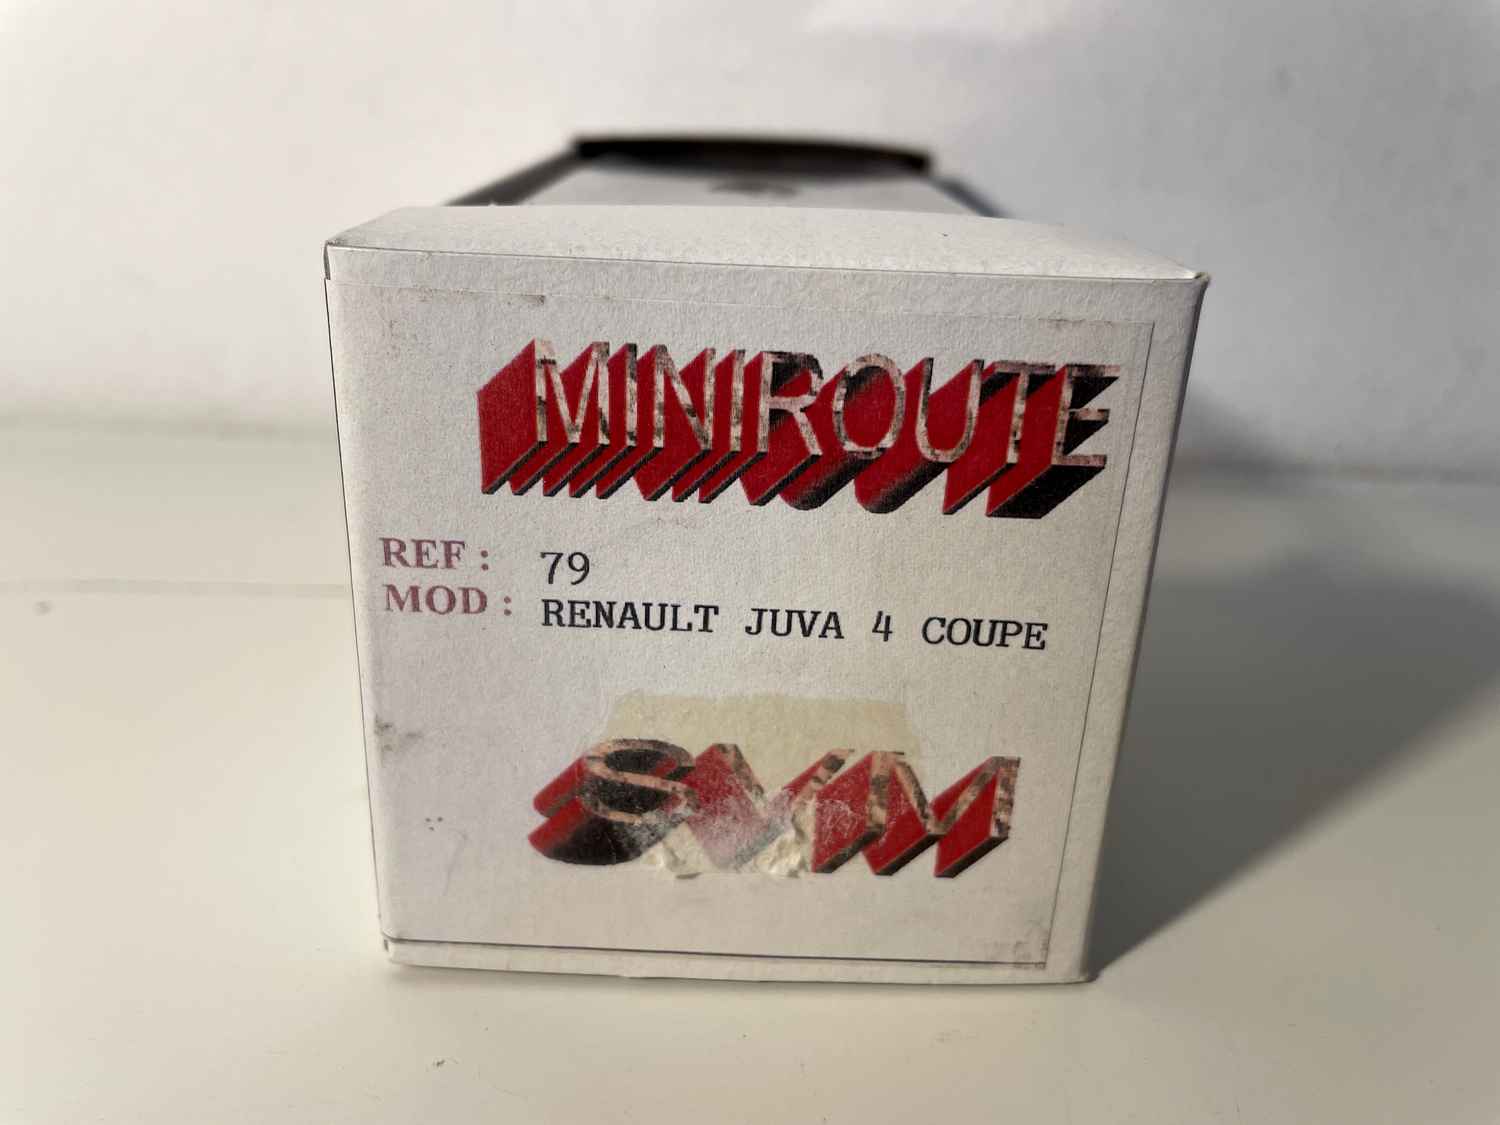 MINIROUTE
REF : 79
MOD : RENAULT JUVA 4 COUPE
SVM